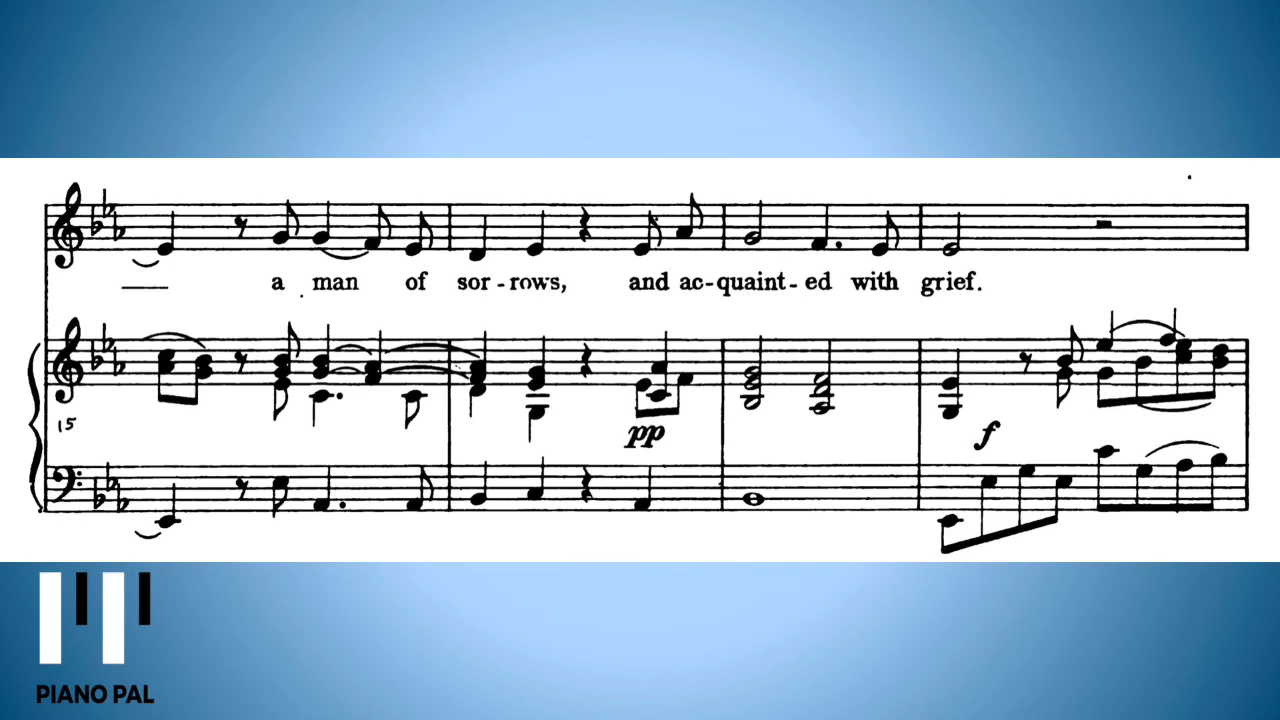 a man of sor - rows, and ac - quaint - ed with grief.
15
pp
f
PIANO PAL